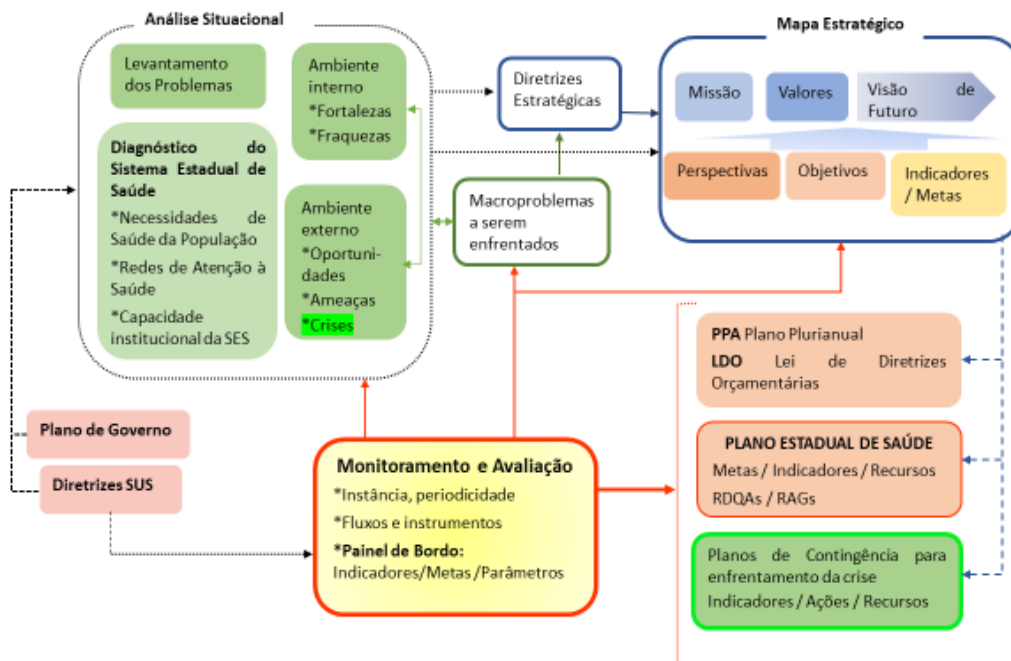 Análise Situacional
Levantamento
dos Problemas
Diagnóstico do
Sistema Estadual de
Saúde
*Necessidades de
Saúde da População
*Redes de Atenção à
Saúde
*Capacidade
institucional da SES
Ambiente
interno
*Fortalezas
*Fraquezas
Ambiente
externo
*Oportuni-
dades
*Ameaças
*Crises
Diretrizes
Estratégicas
Macroproblemas
a serem
enfrentados
Mapa Estratégico
Missão
Valores
Visão de
Futuro
Perspectivas
Objetivos
Indicadores
/ Metas
Plano de Governo
Diretrizes SUS
Monitoramento e Avaliação
*Instância, periodicidade
*Fluxos e instrumentos
*Painel de Bordo:
Indicadores/Metas/Parâmetros
PPA Plano Plurianual
LDO Lei de Diretrizes
Orçamentárias
PLANO ESTADUAL DE SAÚDE
Metas / Indicadores / Recursos
RDQAs / RAGs
Planos de Contingência para
enfrentamento da crise
Indicadores / Ações / Recursos